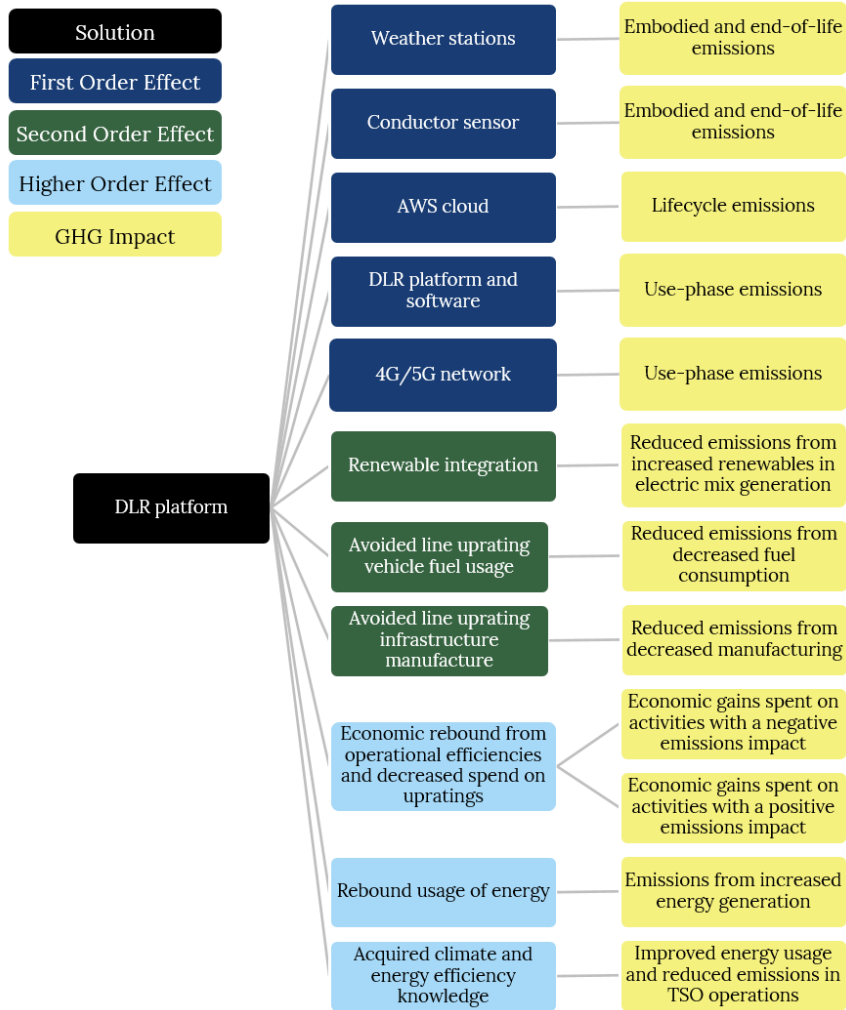 Solution
First Order Effect
Second Order Effect
Higher Order Effect
GHG Impact
DLR platform
Weather stations
Embodied and end-of-life
emissions
Conductor sensor
Embodied and end-of-life
emissions
AWS cloud
Lifecycle emissions
DLR platform and
software
Use-phase emissions
4G/5G network
Use-phase emissions
Renewable integration
Reduced emissions from
increased renewables in
electric mix generation
Avoided line uprating
vehicle fuel usage
Reduced emissions from
decreased fuel
consumption
Avoided line uprating
infrastructure
manufacture
Reduced emissions from
decreased manufacturing
Economic rebound from
operational efficiencies
and decreased spend on
upratings
Economic gains spent on
activities with a negative
emissions impact
Economic gains spent on
activities with a positive
emissions impact
Rebound usage of energy
Emissions from increased
energy generation
Acquired climate and
energy efficiency
knowledge
Improved energy usage
and reduced emissions in
TSO operations